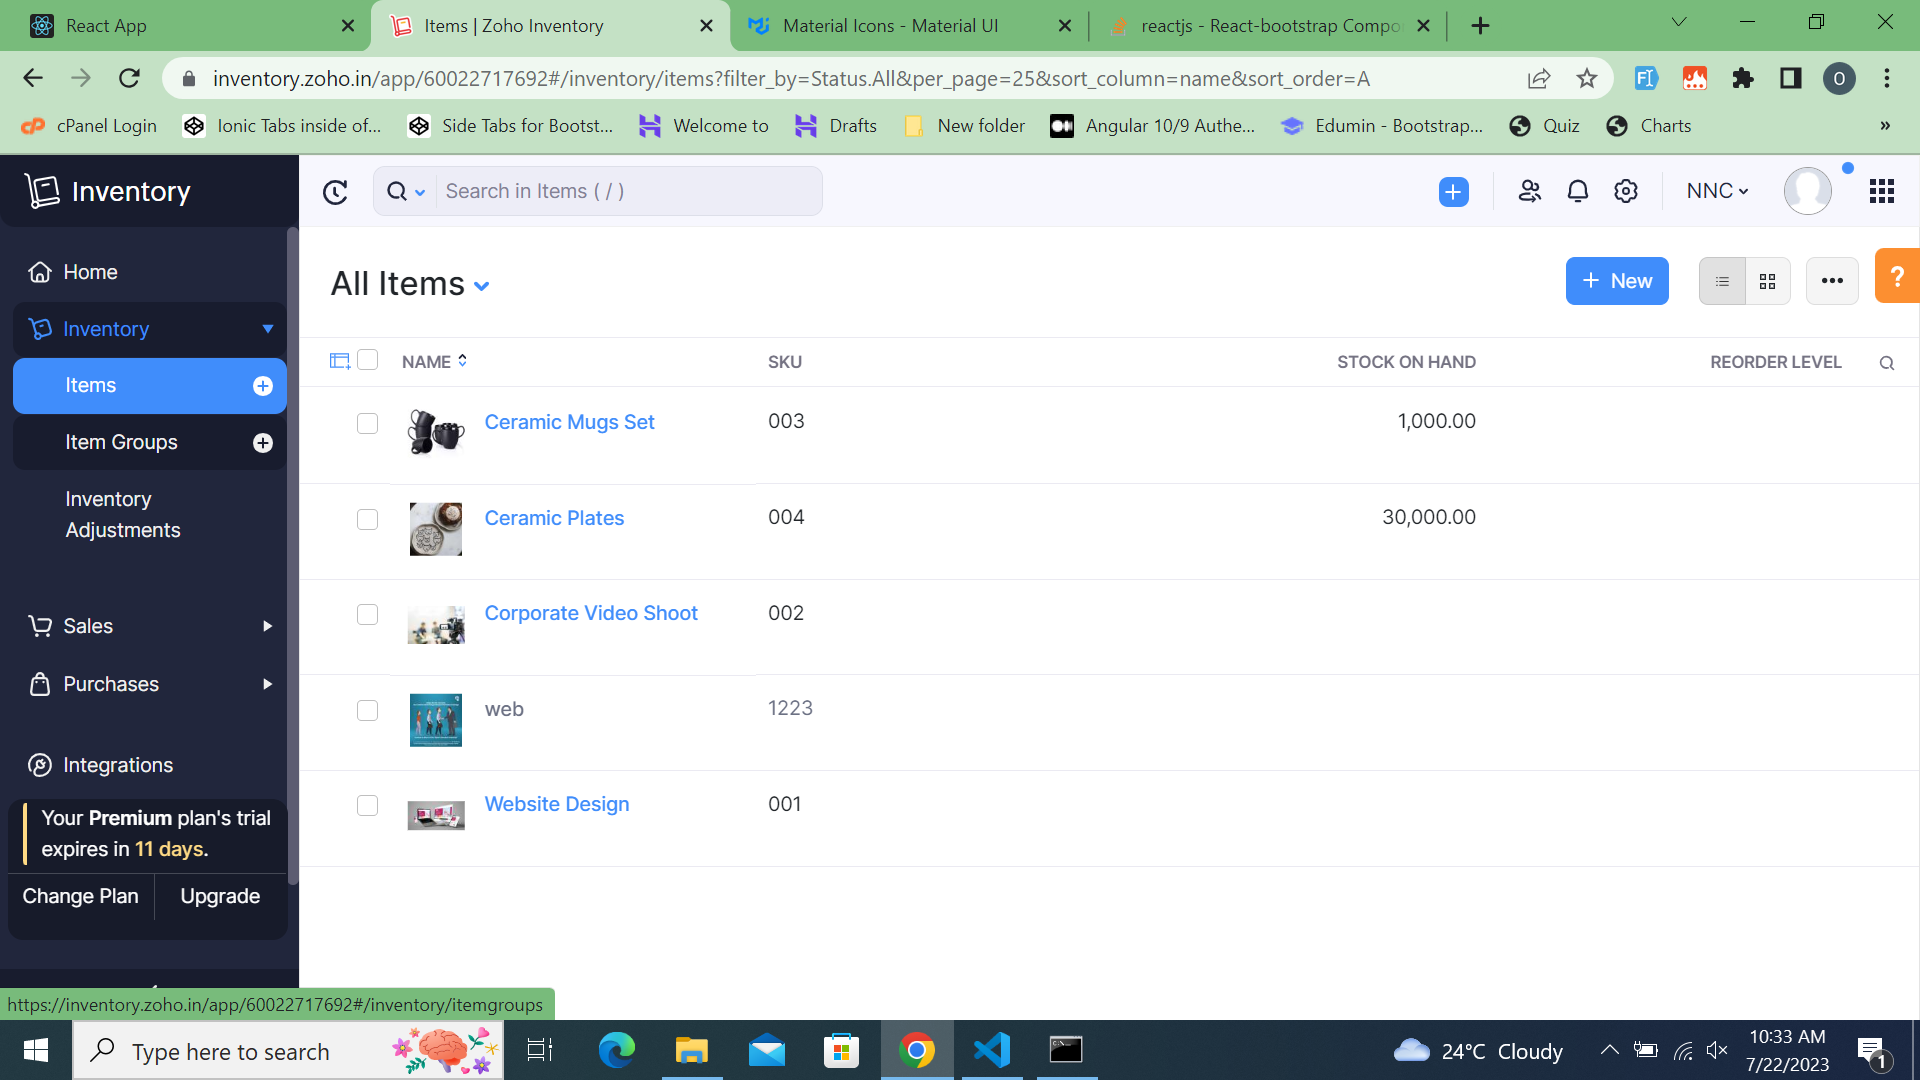 React App
Items | Zoho Inventory
Material Icons - Material UI
reactjs - React-bootstrap Compo
inventory.zoho.in/app/60022717692#/inventory/items?filter_by=Status.All&per_page=25&sort_column=name&sort_order=A
O
cPanel Login
Ionic Tabs inside of...
Side Tabs for Bootst...
Welcome to
Drafts
New folder
Angular 10/9 Authe...
Edumin - Bootstrap...
Quiz
Charts
»
Inventory
Search in Items ( / )
NNC
Home
Inventory
Items
Item Groups
Inventory
Adjustments
Sales
Purchases
Integrations
Your Premium plan's trial
expires in 11 days.
Change Plan
Upgrade
All Items
+ New
?
NAME
SKU
STOCK ON HAND
REORDER LEVEL
Ceramic Mugs Set
003
1,000.00
Ceramic Plates
004
30,000.00
Corporate Video Shoot
002
web
1223
Website Design
001
https://inventory.zoho.in/app/60022717692#/inventory/itemgroups
Type here to search
24°C Cloudy
10:33 AM
7/22/2023
1